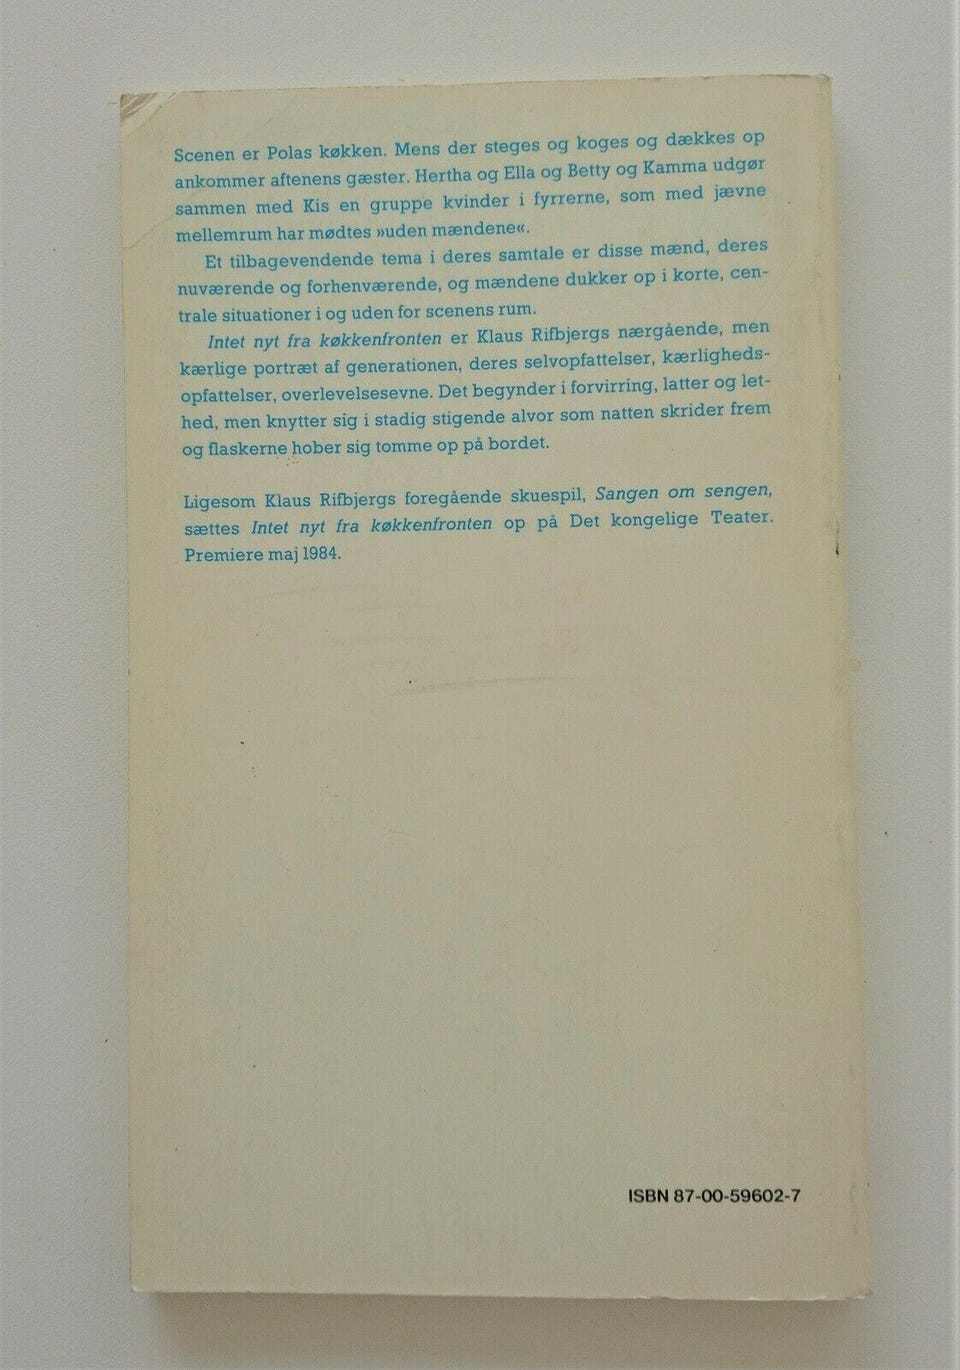 Scenen er Polas køkken. Mens der steges og koges og dækkes op
ankommer aftenens gæster. Hertha og Ella og Betty og Kamma udgør
sammen med Kis en gruppe kvinder i fyrrerne, som med jævne
mellemrum har mødtes »uden mændene«.
Et tilbagevendende tema i deres samtale er disse mænd, deres
nuværende og forhenværende, og mændene dukker op i korte, cen-
trale situationer i og uden for scenens rum.
Intet nyt fra køkkenfronten er Klaus Rifbjergs nærgående, men
kærlige portræt af generationen, deres selvopfattelser, kærligheds-
opfattelser, overlevelsesevne. Det begynder i forvirring, latter og let-
hed, men knytter sig i stadig stigende alvor som natten skrider frem
og flaskerne hober sig tomme op på bordet.
Ligesom Klaus Rifbjergs foregående skuespil, Sangen om sengen,
sættes Intet nyt fra køkkenfronten op på Det kongelige Teater.
Premiere maj 1984.
ISBN 87-00-59602-7